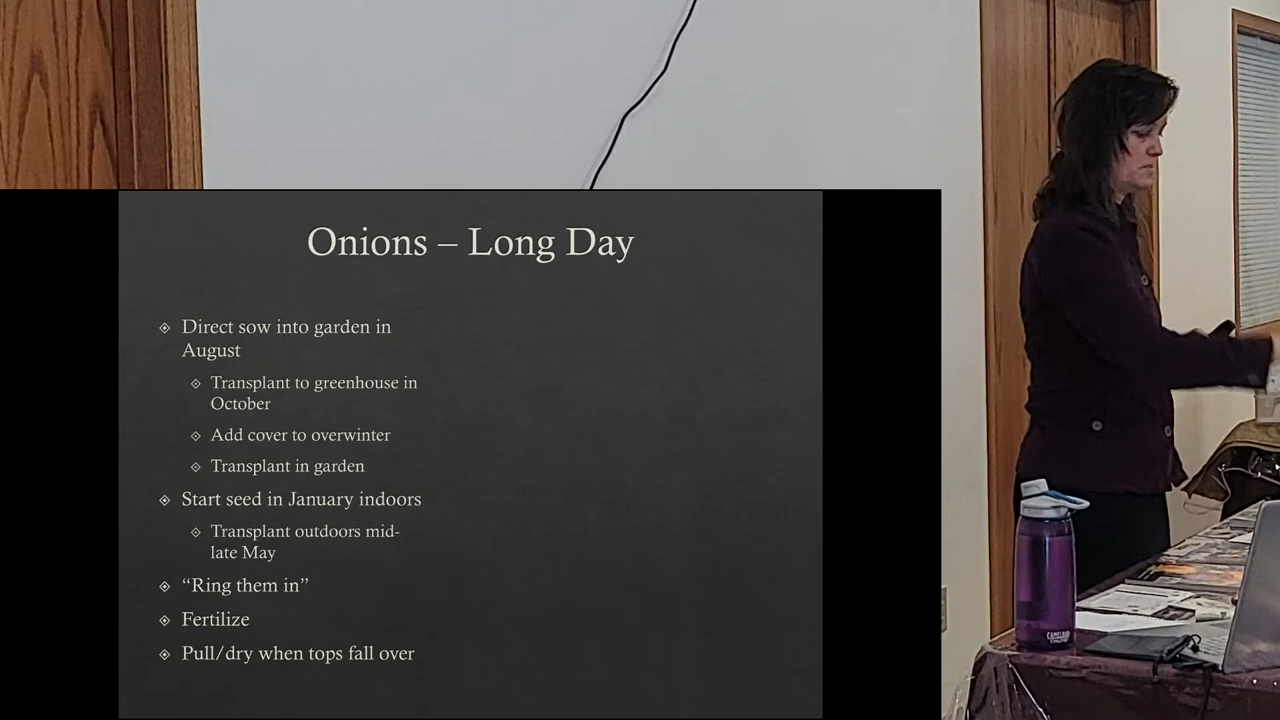 Onions – Long Day
Direct sow into garden in
August
Transplant to greenhouse in
October
Add cover to overwinter
Transplant in garden
Start seed in January indoors
Transplant outdoors mid-
late May
“Ring them in”
Fertilize
Pull/dry when tops fall over
CAMELBAK